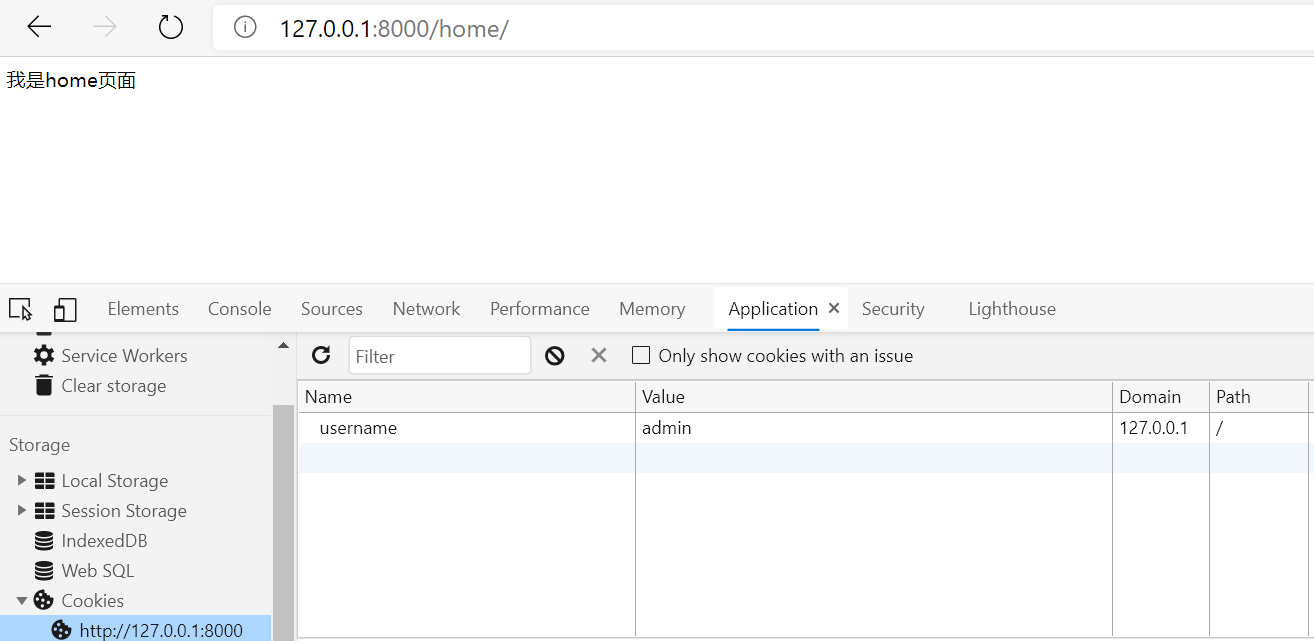 127.0.0.1:8000/home/
我是home页面
Elements Console Sources Network Performance Memory Application × Security Lighthouse
Service Workers
Clear storage
Storage
Local Storage
Session Storage
IndexedDB
Web SQL
Cookies
http://127.0.0.1:8000
Filter Only show cookies with an issue
Name Value Domain Path
username admin 127.0.0.1 /